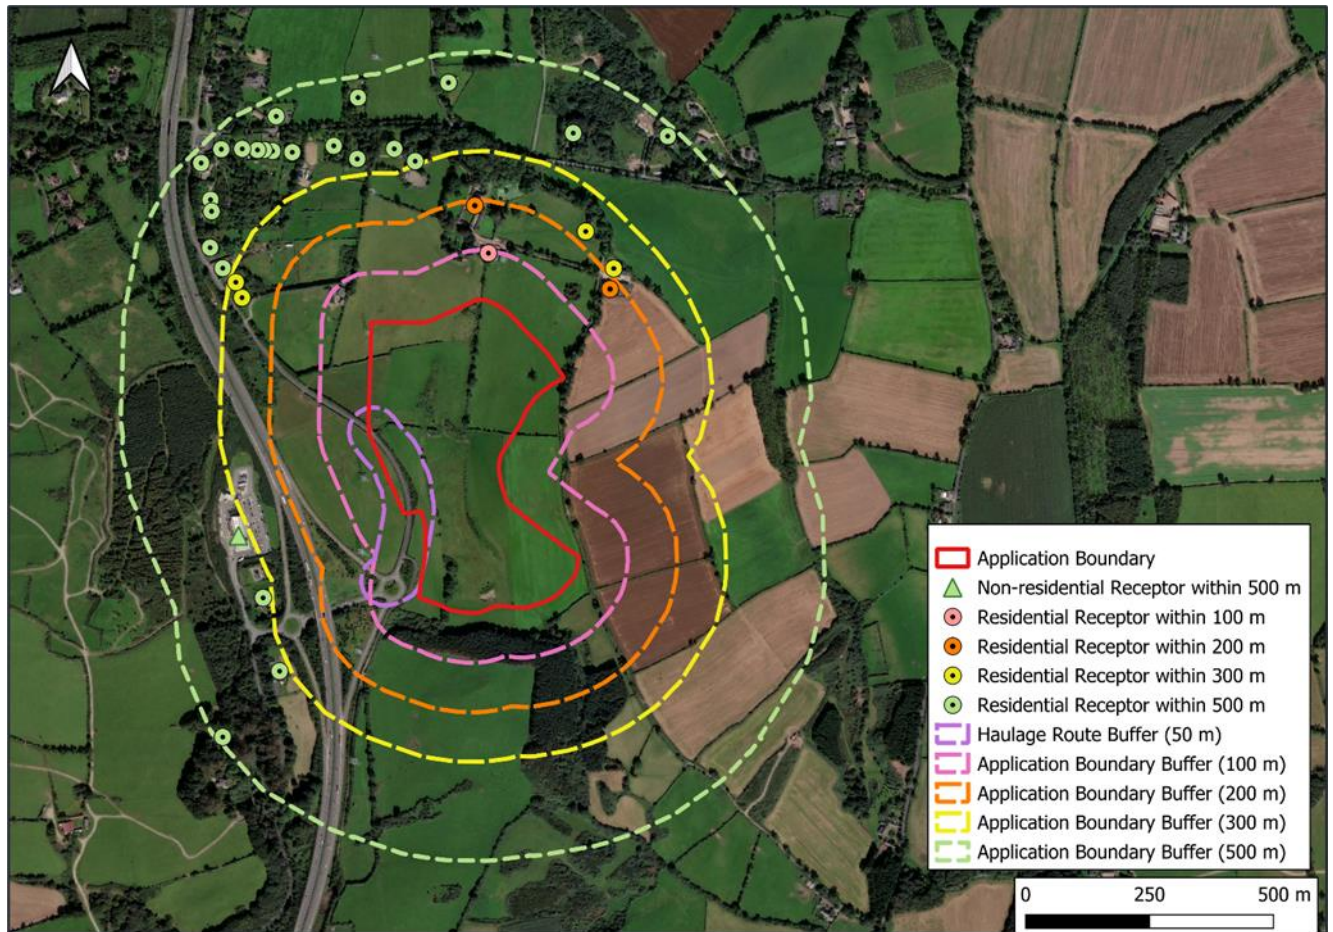 Application Boundary
Non-residential Receptor within 500 m
Residential Receptor within 100 m
Residential Receptor within 200 m
Residential Receptor within 300 m
Residential Receptor within 500 m
Haulage Route Buffer (50 m)
Application Boundary Buffer (100 m)
Application Boundary Buffer (200 m)
Application Boundary Buffer (300 m)
Application Boundary Buffer (500 m)
0 250 500 m